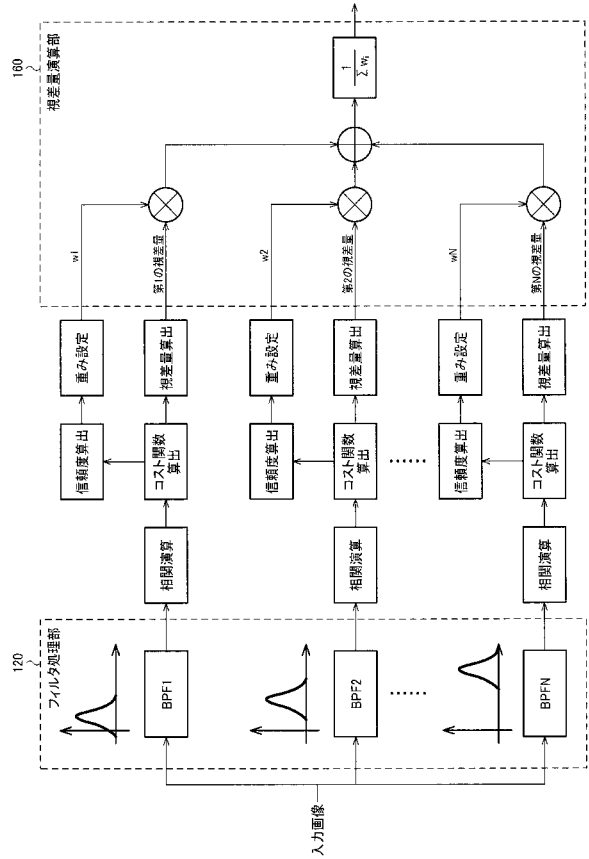 入力画像
120
フィルタ処理部
BPF1
相関演算
コスト関数
算出
信頼度算出
重み設定
視差量算出
BPF2
相関演算
コスト関数
算出
信頼度算出
重み設定
視差量算出
BPFN
相関演算
コスト関数
算出
信頼度算出
重み設定
視差量算出
160
視差量演算部
w1
第1の視差量
w2
第2の視差量
wN
第Nの視差量
1
Σ wi